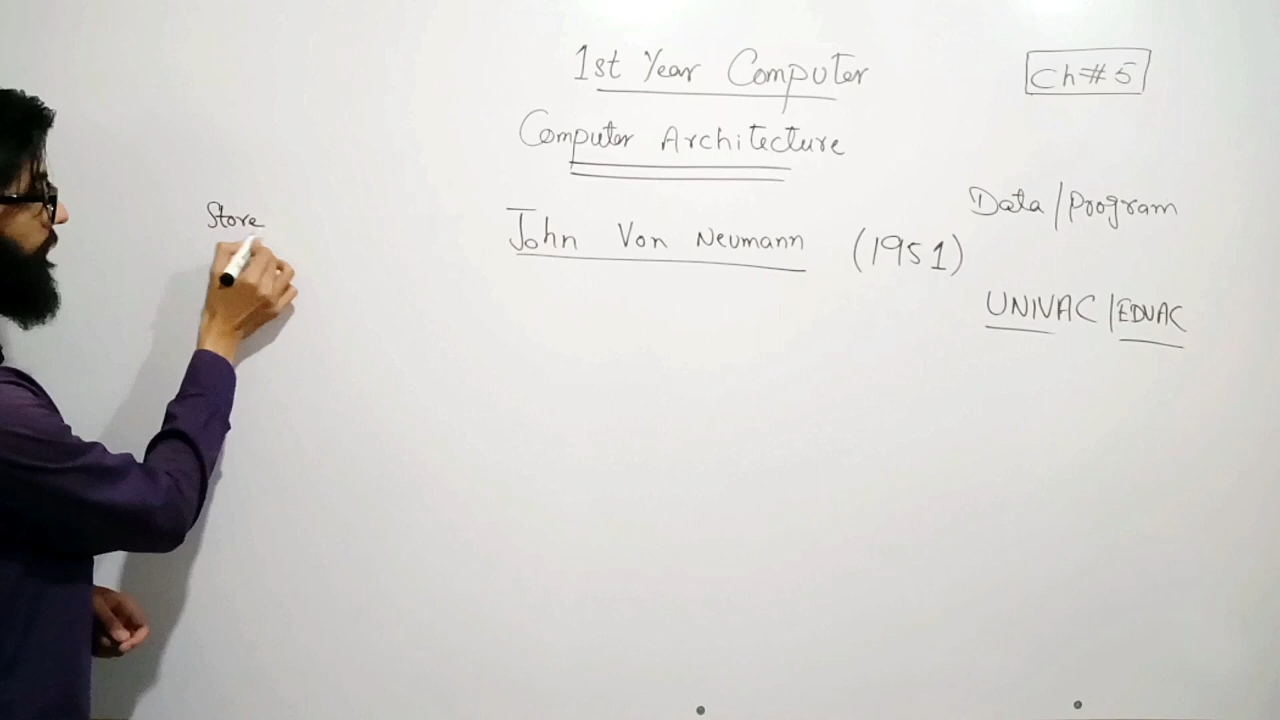 1st Year Computer
Ch# 5
Computer Architecture
Data/Program
Store
John Von Neumann (1951)
UNIVAC/EDVAC